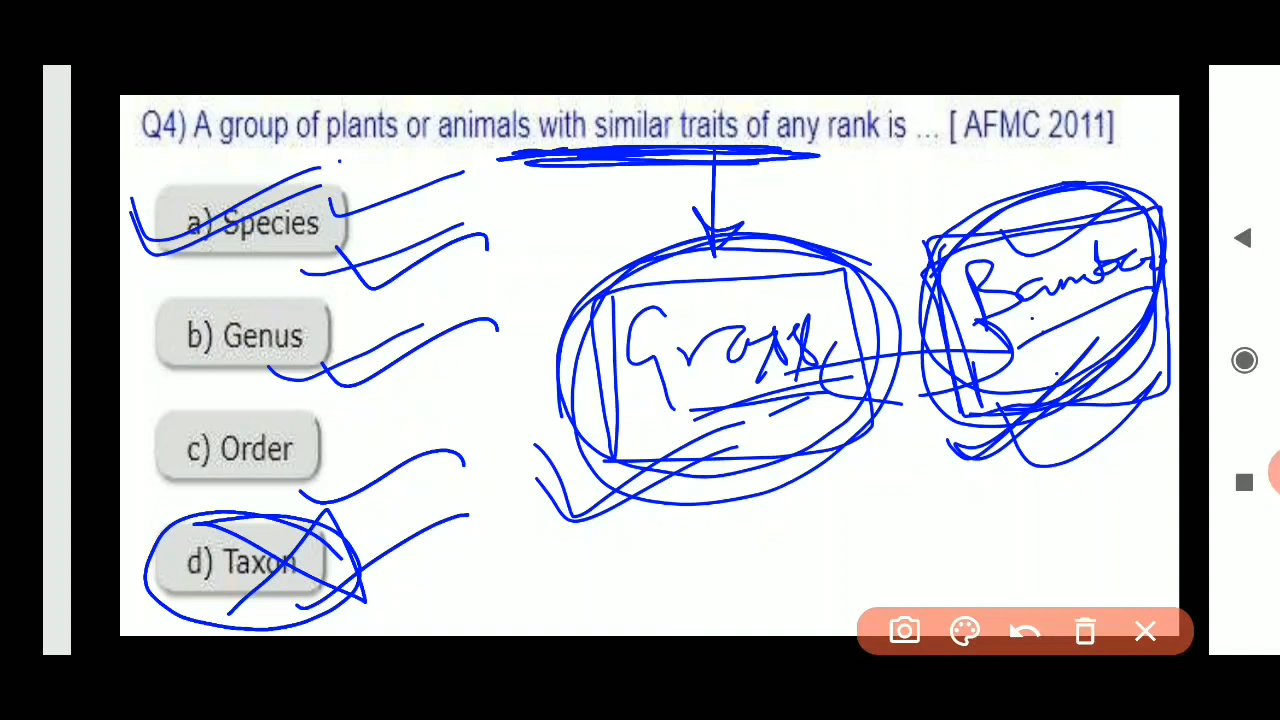 Q4) A group of plants or animals with similar traits of any rank is ... [ AFMC 2011]
a) Species
b) Genus
c) Order
d) Taxon
Grass